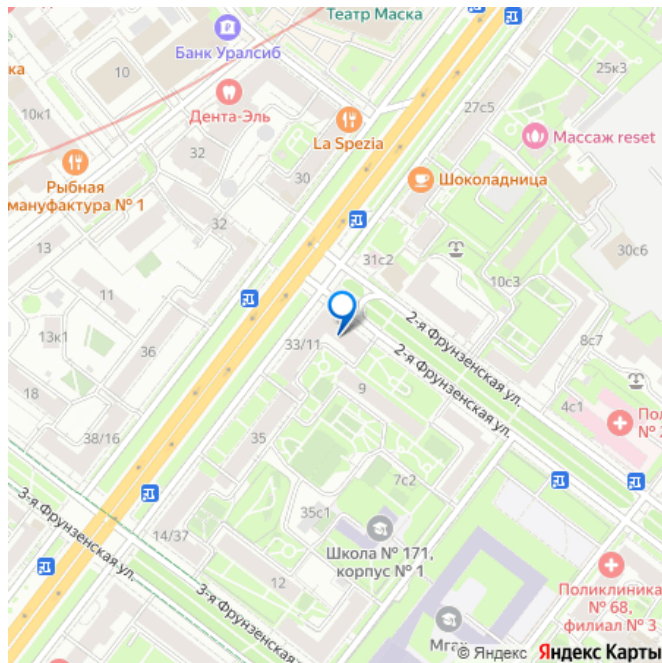 Театр Маска
Банк Уралсиб
ка
10
25к3
10к1
Дента-Эль
27с5
La Spezia
Массаж reset
32
Рыбная
мануфактура № 1
30
Шоколадница
32
13
31с2
30с6
10с3
11
2-я Фрунзенская ул.
13к1
36
33/11
2-я Фрунзенская ул.
8с7
18
9
4с1
Пол
№ 2
38/16
35
7с2
3-я Фрунзенская ул.
35с1
14/37
Школа № 171,
корпус № 1
12
3-я Фрунзенская ул.
Поликлиника
№ 68,
филиал № 3
Мгах
© Яндекс Яндекс Карты